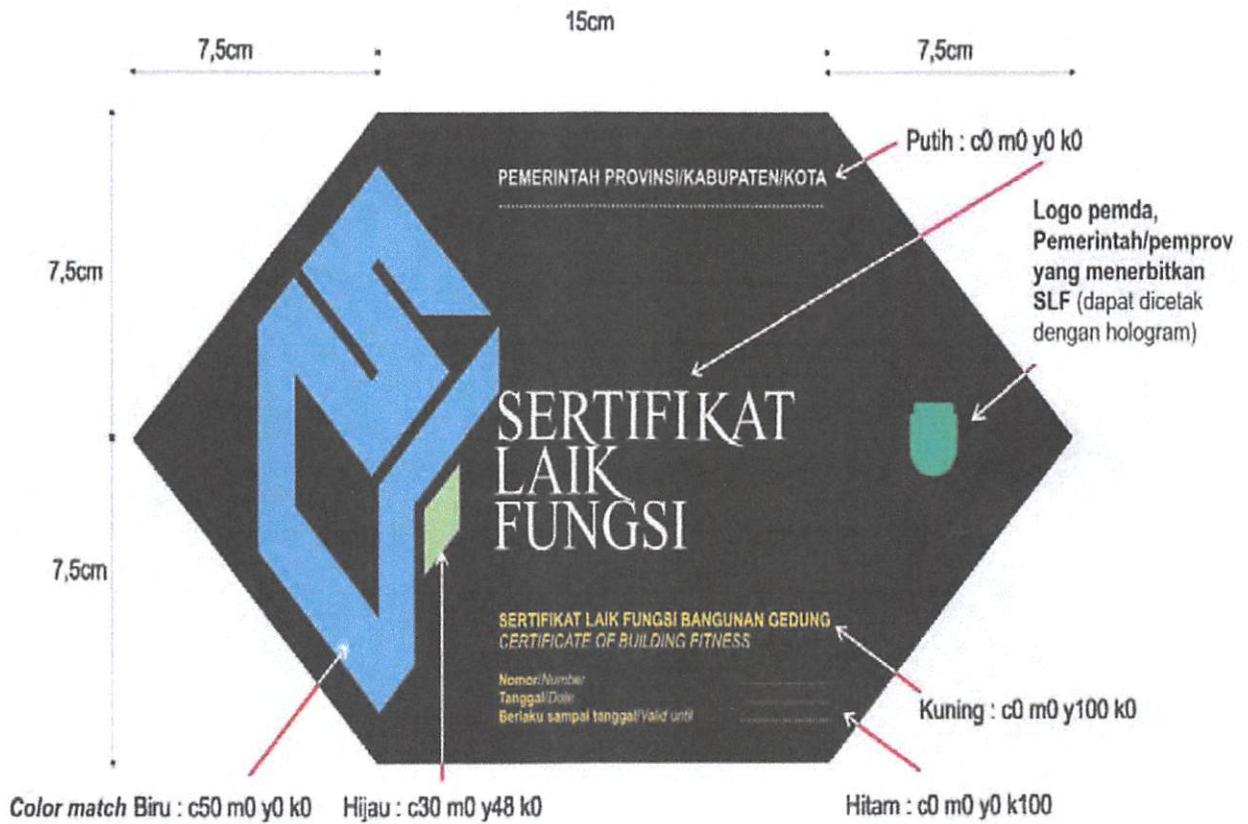 15cm
7,5cm
7,5cm
Putih : c0 m0 y0 k0
PEMERINTAH PROVINSI/KABUPATEN/KOTA
Logo pemda,
Pemerintah/pemprov
yang menerbitkan
SLF (dapat dicetak
dengan hologram)
7,5cm
SERTIFIKAT
LAIK
FUNGSI
7,5cm
SERTIFIKAT LAIK FUNGSI BANGUNAN GEDUNG
CERTIFICATE OF BUILDING FITNESS
Nomor/Number
Tanggal/Date
Berlaku sampai tanggal/Valid until
Kuning : c0 m0 y100 k0
Color match Biru : c50 m0 y0 k0
Hijau : c30 m0 y48 k0
Hitam : c0 m0 y0 k100